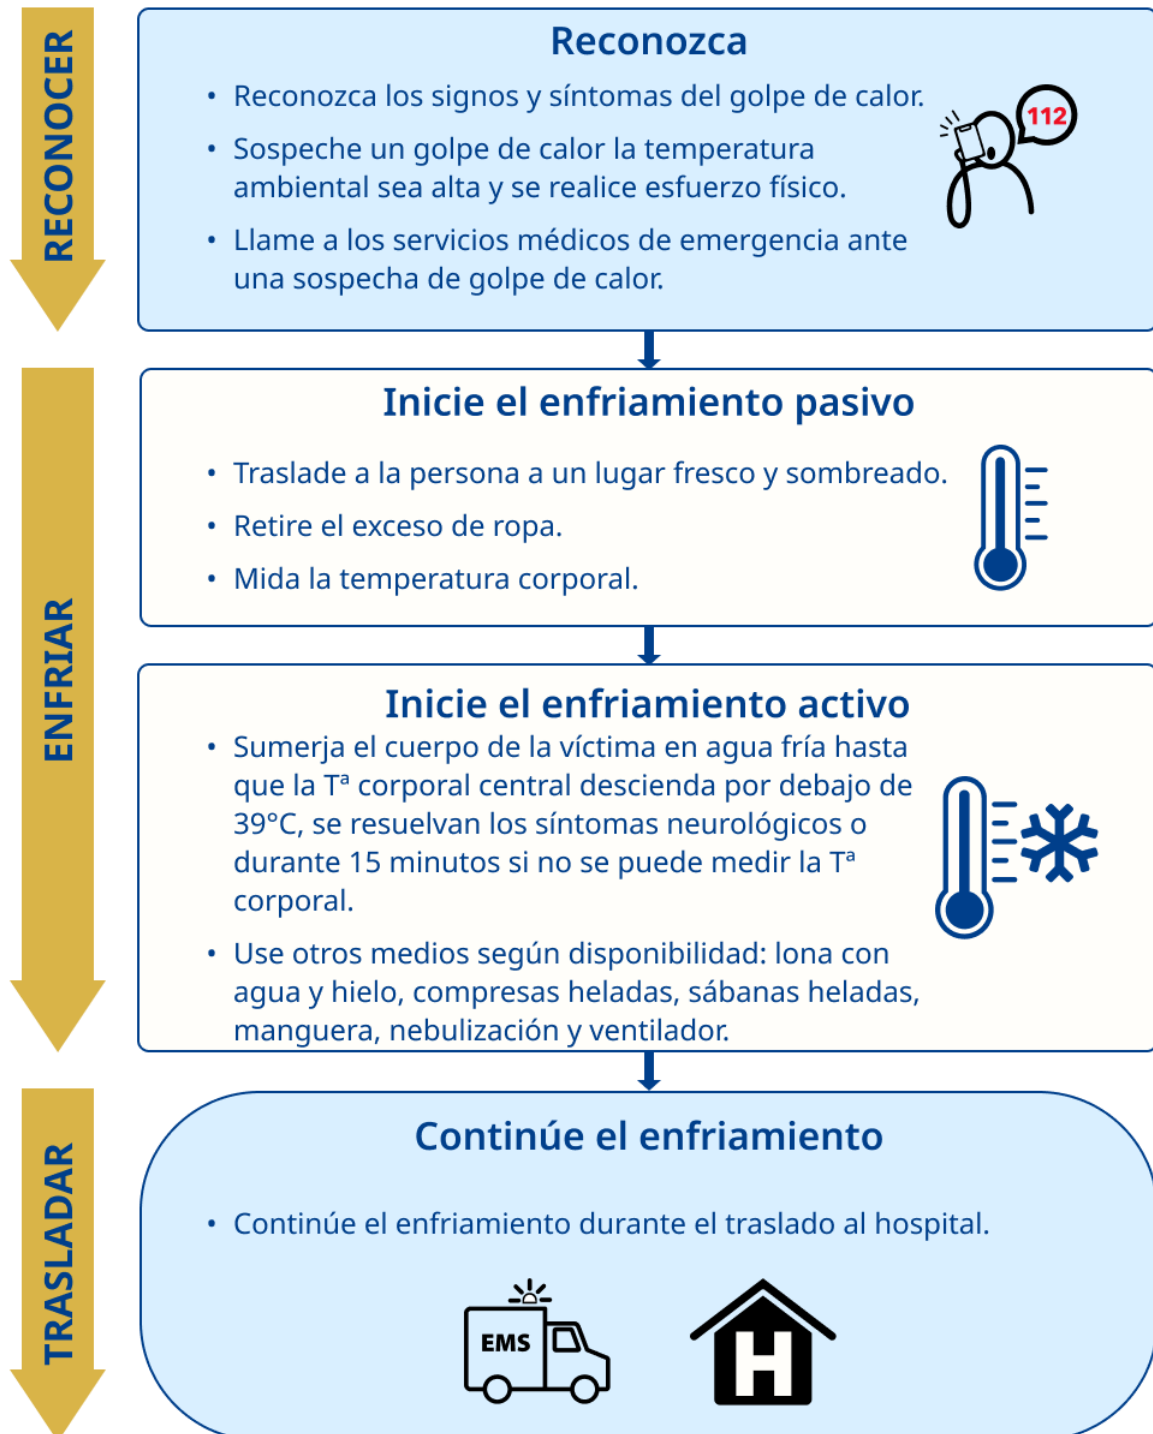 RECONOCER
Reconozca
• Reconozca los signos y síntomas del golpe de calor.
• Sospeche un golpe de calor la temperatura
ambiental sea alta y se realice esfuerzo físico.
• Llame a los servicios médicos de emergencia ante
una sospecha de golpe de calor.
112
ENFRIAR
Inicie el enfriamiento pasivo
• Traslade a la persona a un lugar fresco y sombreado.
• Retire el exceso de ropa.
• Mida la temperatura corporal.
Inicie el enfriamiento activo
• Sumerja el cuerpo de la víctima en agua fría hasta
que la Tª corporal central descienda por debajo de
39°C, se resuelvan los síntomas neurológicos o
durante 15 minutos si no se puede medir la Tª
corporal.
• Use otros medios según disponibilidad: lona con
agua y hielo, compresas heladas, sábanas heladas,
manguera, nebulización y ventilador.
TRASLADAR
Continúe el enfriamiento
• Continúe el enfriamiento durante el traslado al hospital.
EMS
H